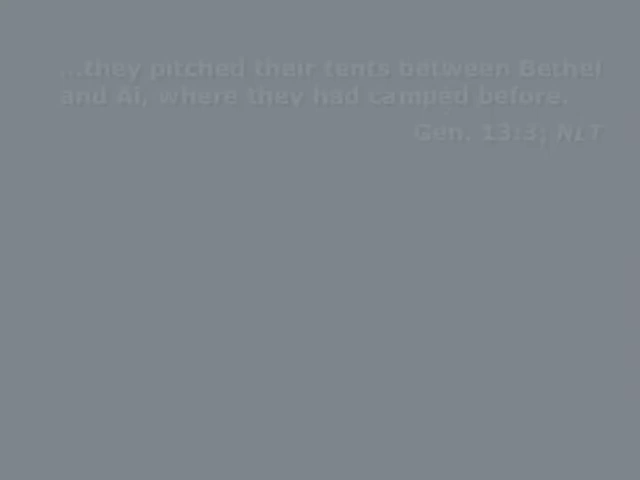 ...they pitched their tents between Bethel
and Ai, where they had camped before.
Gen. 13:3; NLT